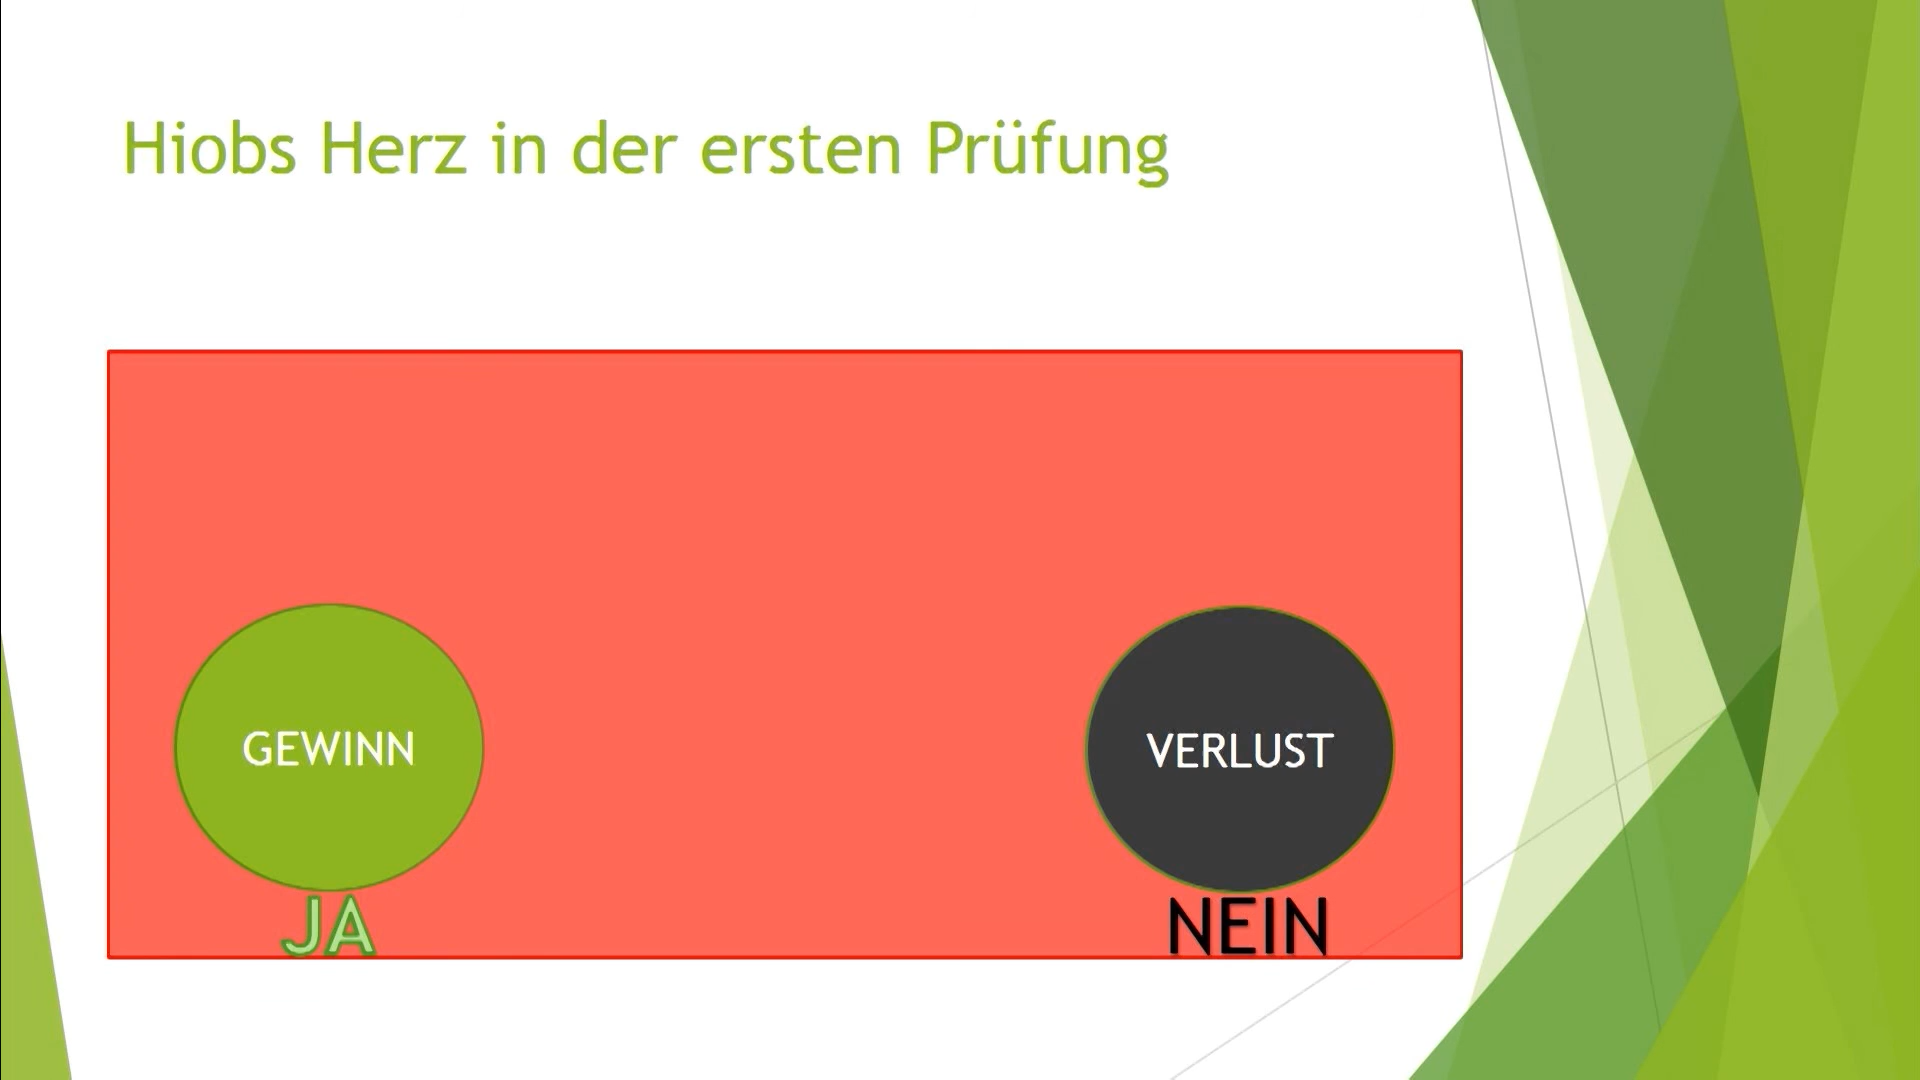 Hiobs Herz in der ersten Prüfung
GEWINN
VERLUST
JA
NEIN